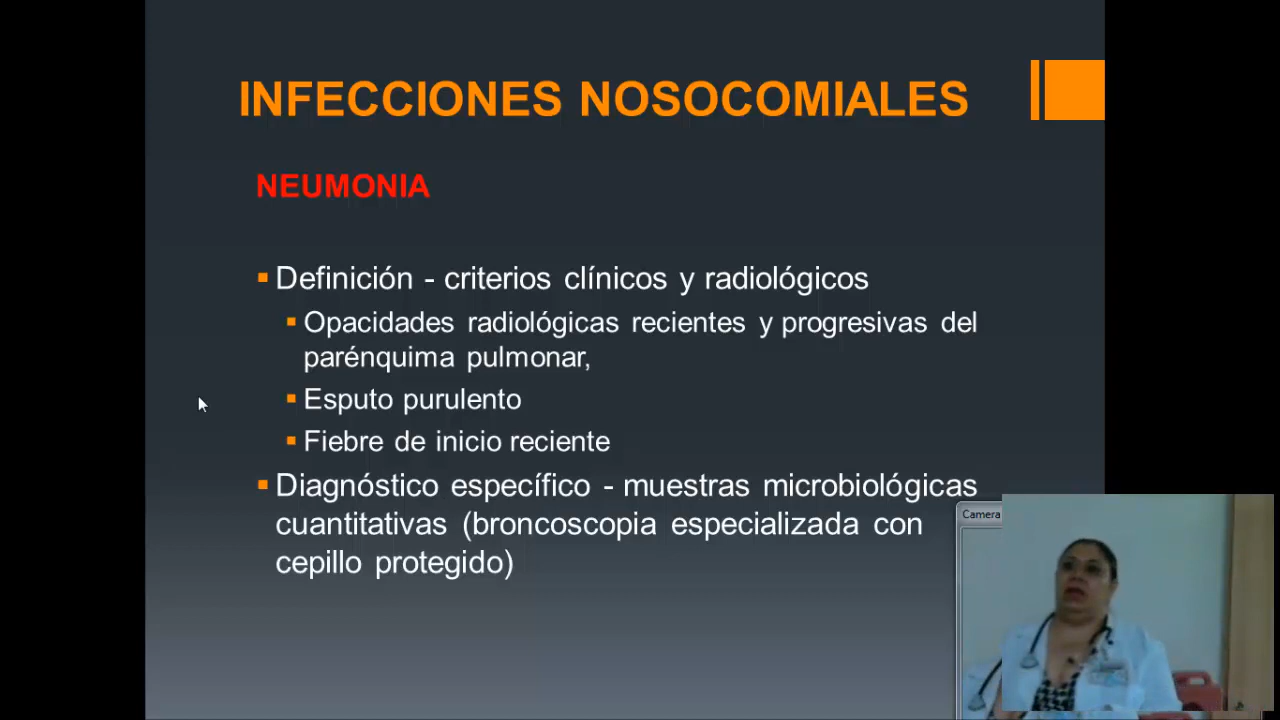 INFECCIONES NOSOCOMIALES
NEUMONIA
Definición - criterios clínicos y radiológicos
Opacidades radiológicas recientes y progresivas del
parénquima pulmonar,
Esputo purulento
Fiebre de inicio reciente
Diagnóstico específico - muestras microbiológicas
cuantitativas (broncoscopia especializada con
cepillo protegido)
Camera